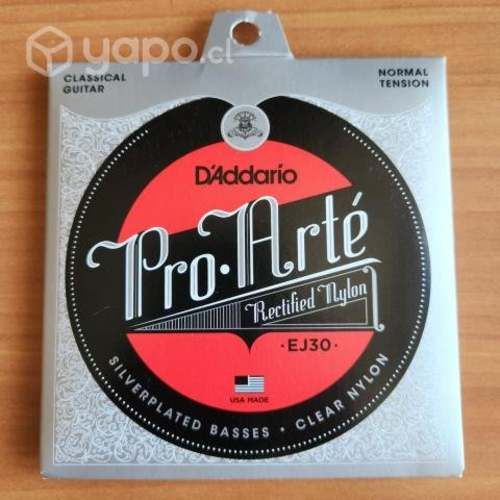 yapo.cl
CLASSICAL
GUITAR
NORMAL
TENSION
D'Addario
Pro·Arté
Rectified Nylon
·EJ30·
USA MADE
SILVERPLATED BASSES · CLEAR NYLON